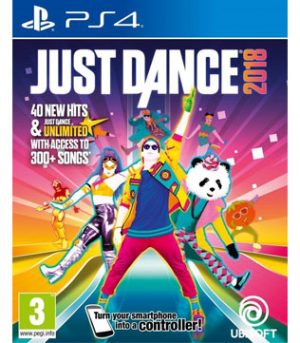 PS4
JUST DANCE 2018
40 NEW HITS
& JUST DANCE UNLIMITED
WITH ACCESS TO
300+ SONGS*
3
www.pegi.info
Turn your smartphone
into a controller!
UBISOFT